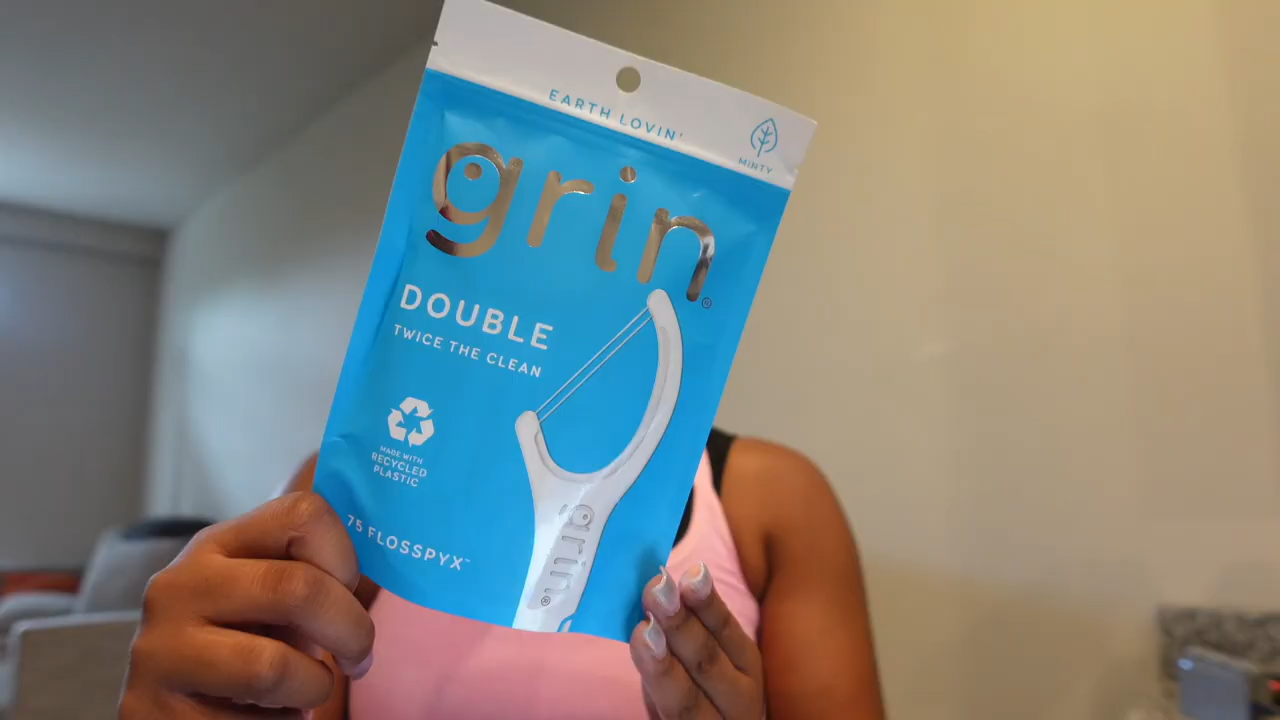 EARTH LOVIN'
MINTY
grin®
DOUBLE
TWICE THE CLEAN
MADE WITH
RECYCLED
PLASTIC
75 FLOSSPYX™
grin®